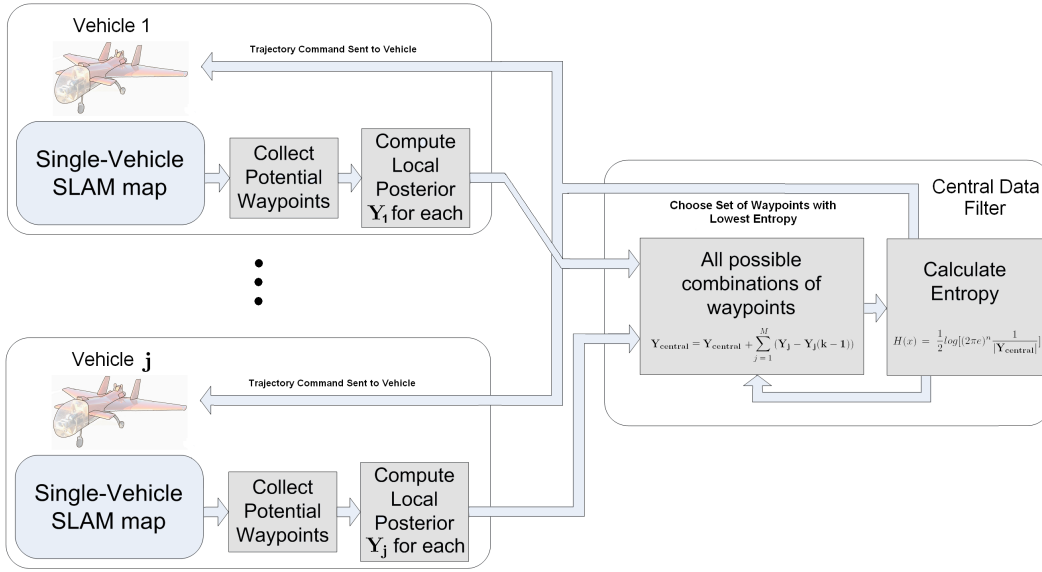 Vehicle 1
Trajectory Command Sent to Vehicle
Single-Vehicle
SLAM map
Collect
Potential
Waypoints
Compute
Local
Posterior
Y₁ for each
Central Data
Filter
Choose Set of Waypoints with
Lowest Entropy
All possible
combinations of
waypoints
Y_central = Y_central + ∑_{j=1}^{M} (Y_j − Y_j(k − 1))
Calculate
Entropy
H(x) = 1/2 log[(2πe)^n 1/|Y_central|]
Vehicle j
Trajectory Command Sent to Vehicle
Single-Vehicle
SLAM map
Collect
Potential
Waypoints
Compute
Local
Posterior
Y_j for each